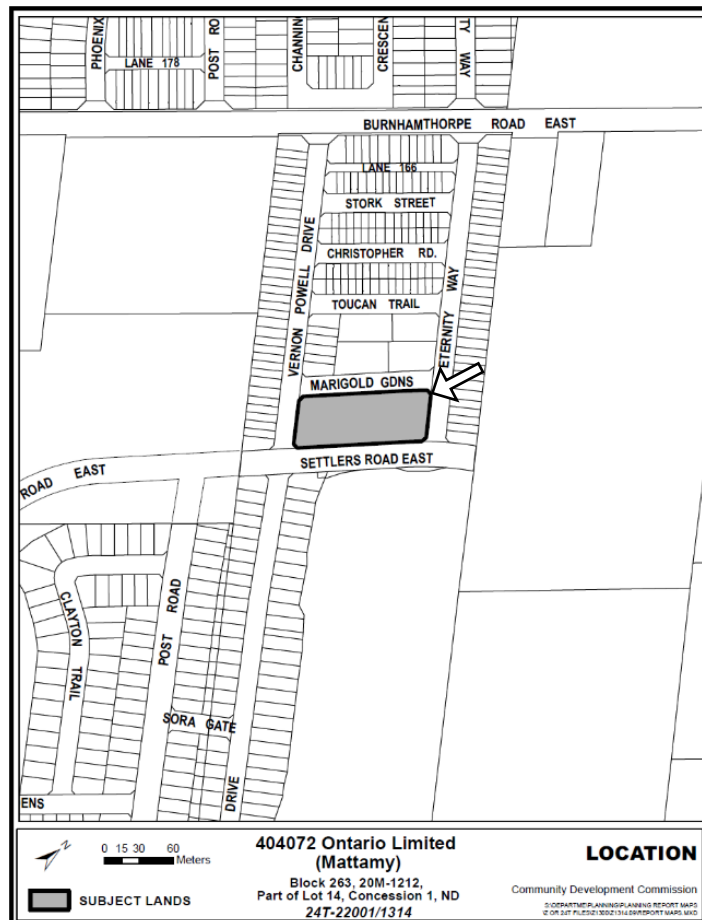 PHOENIX
LANE 178
POST RO
CHANNING
CRESCEN
TY WAY
BURNHAMTHORPE ROAD EAST
LANE 166
STORK STREET
CHRISTOPHER RD.
VERNON POWELL DRIVE
TOUCAN TRAIL
ETERNITY WAY
MARIGOLD GDNS
SETTLERS ROAD EAST
ROAD EAST
CLAYTON TRAIL
POST ROAD
SORA GATE
DRIVE
ENS
0 15 30 60
Meters
SUBJECT LANDS
404072 Ontario Limited
(Mattamy)
Block 263, 20M-1212,
Part of Lot 14, Concession 1, ND
24T-22001/1314
LOCATION
Community Development Commission